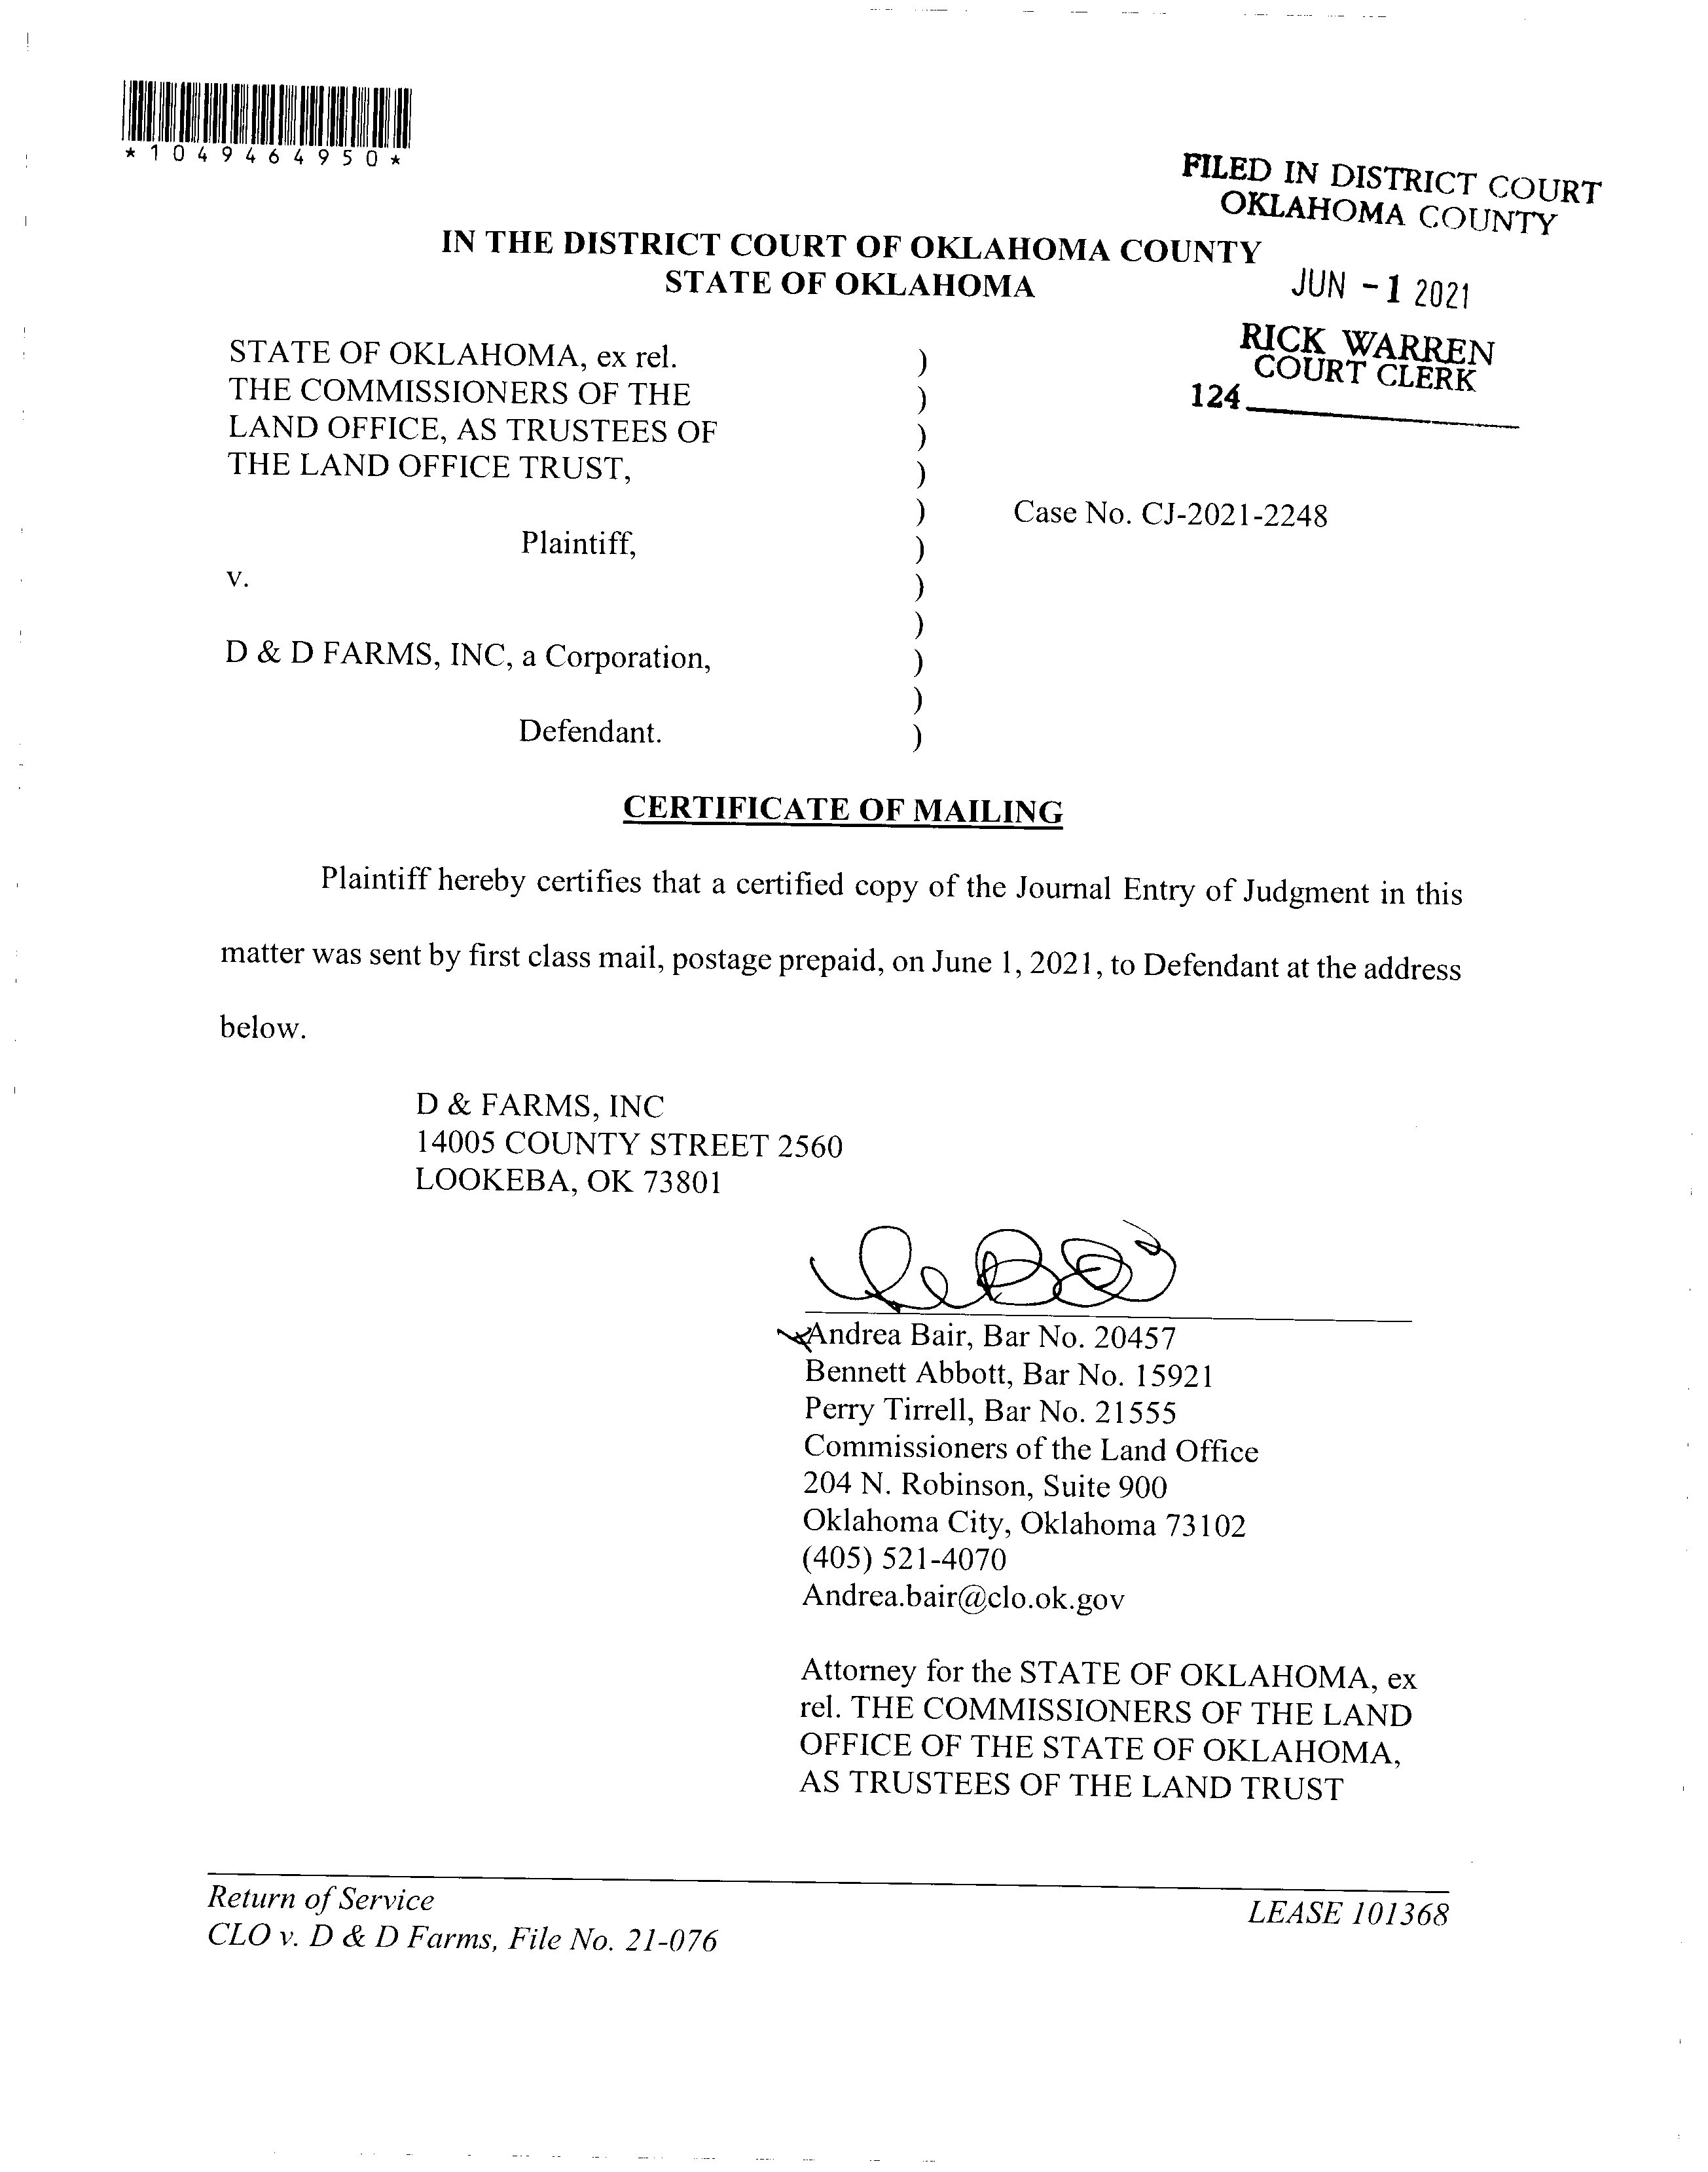 *1049464950*
FILED IN DISTRICT COURT
OKLAHOMA COUNTY
JUN - 1 2021
RICK WARREN
COURT CLERK
124
IN THE DISTRICT COURT OF OKLAHOMA COUNTY
STATE OF OKLAHOMA
STATE OF OKLAHOMA, ex rel. )
THE COMMISSIONERS OF THE )
LAND OFFICE, AS TRUSTEES OF )
THE LAND OFFICE TRUST, )
) Case No. CJ-2021-2248
Plaintiff, )
v. )
)
D & D FARMS, INC, a Corporation, )
)
Defendant. )
CERTIFICATE OF MAILING
Plaintiff hereby certifies that a certified copy of the Journal Entry of Judgment in this
matter was sent by first class mail, postage prepaid, on June 1, 2021, to Defendant at the address
below.
D & FARMS, INC
14005 COUNTY STREET 2560
LOOKEBA, OK 73801
Andrea Bair, Bar No. 20457
Bennett Abbott, Bar No. 15921
Perry Tirrell, Bar No. 21555
Commissioners of the Land Office
204 N. Robinson, Suite 900
Oklahoma City, Oklahoma 73102
(405) 521-4070
Andrea.bair@clo.ok.gov
Attorney for the STATE OF OKLAHOMA, ex
rel. THE COMMISSIONERS OF THE LAND
OFFICE OF THE STATE OF OKLAHOMA,
AS TRUSTEES OF THE LAND TRUST
Return of Service
LEASE 101368
CLO v. D & D Farms, File No. 21-076